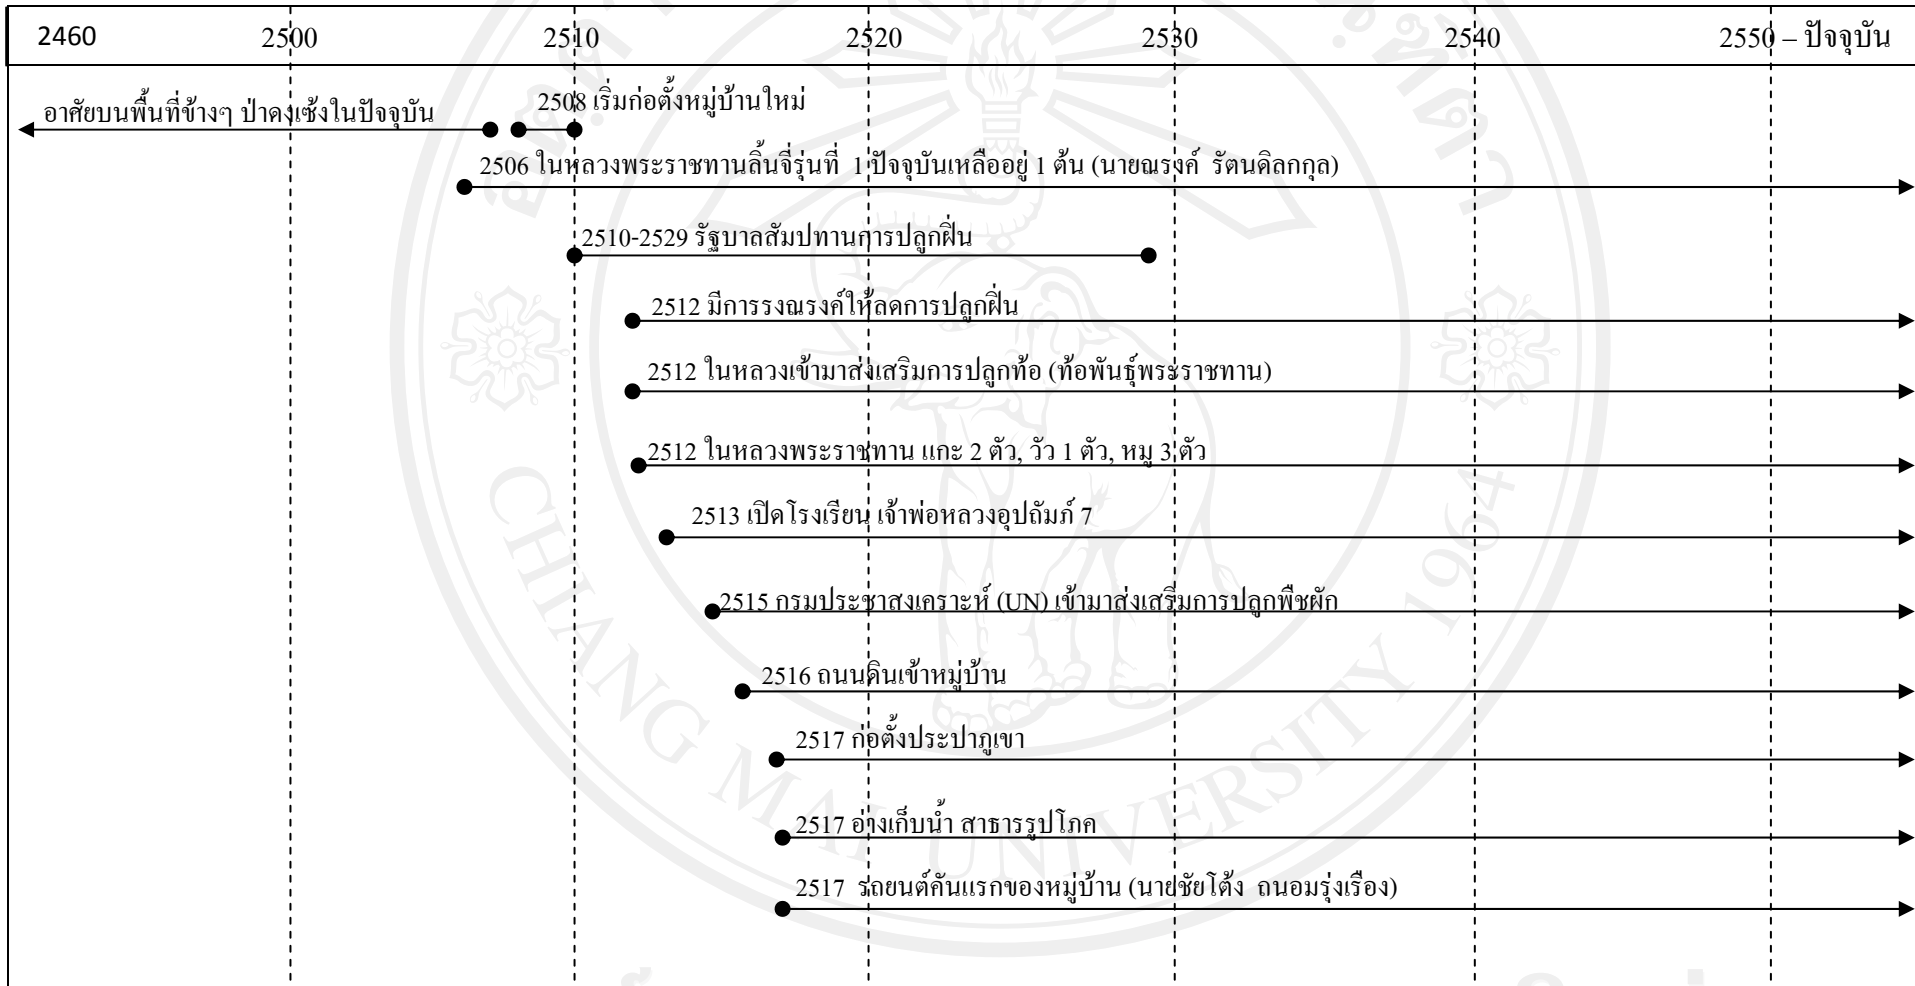 2460 2500 2510 2520 2530 2540 2550 – ปัจจุบัน
อาศัยบนพื้นที่ข้างๆ ป่าดงเซ้งในปัจจุบัน
2508 เริ่มก่อตั้งหมู่บ้านใหม่
2506 ในหลวงพระราชทานลิ้นจี่รุ่นที่ 1 ปัจจุบันเหลืออยู่ 1 ต้น (นายณรงค์ รัตนดิลกกุล)
2510-2529 รัฐบาลสัมปทานการปลูกฝิ่น
2512 มีการรงณรงค์ให้ลดการปลูกฝิ่น
2512 ในหลวงเข้ามาส่งเสริมการปลูกท้อ (ท้อพันธุ์พระราชทาน)
2512 ในหลวงพระราชทาน แกะ 2 ตัว, วัว 1 ตัว, หมู 3 ตัว
2513 เปิดโรงเรียน เจ้าพ่อหลวงอุปถัมภ์ 7
2515 กรมประชาสงเคราะห์ (UN) เข้ามาส่งเสริมการปลูกพืชผัก
2516 ถนนดินเข้าหมู่บ้าน
2517 ก่อตั้งประปาภูเขา
2517 อ่างเก็บน้ำ สาธารรูปโภค
2517 รถยนต์คันแรกของหมู่บ้าน (นายชัยโต้ง ถนอมรุ่งเรือง)
CHIANG MAI UNIVERSITY 1964